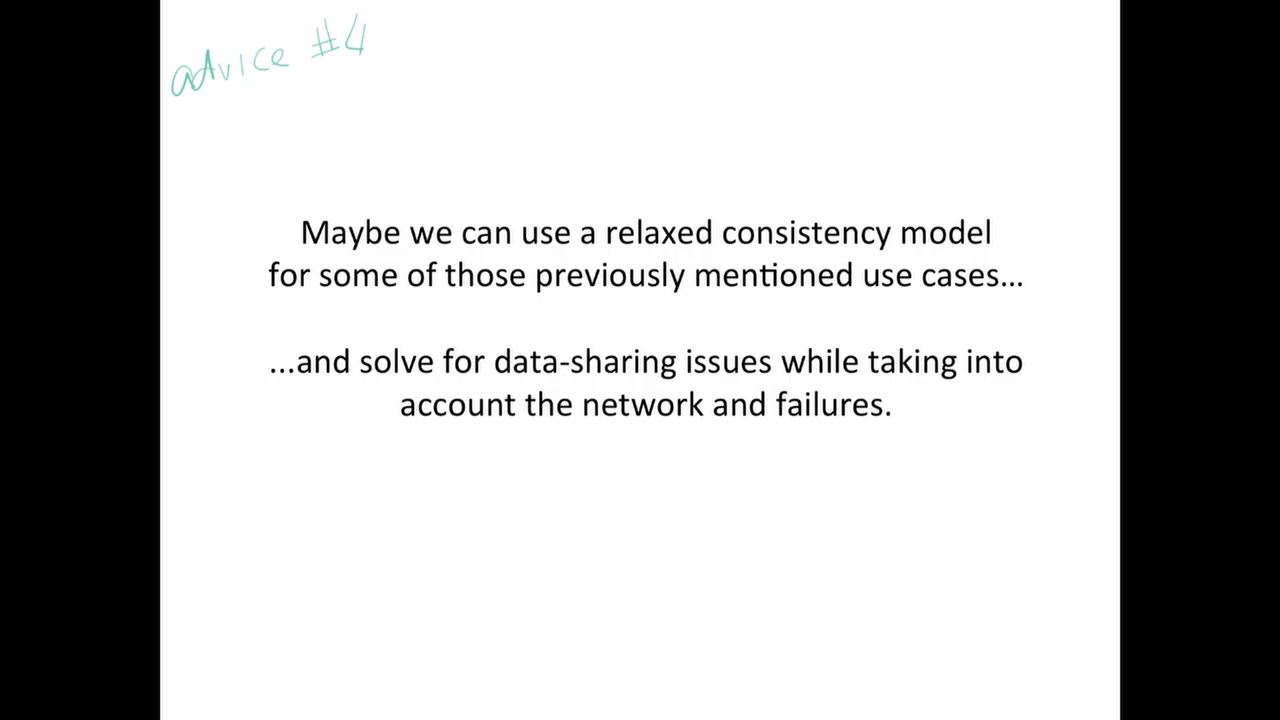 advice #4
Maybe we can use a relaxed consistency model
for some of those previously mentioned use cases...
...and solve for data-sharing issues while taking into
account the network and failures.